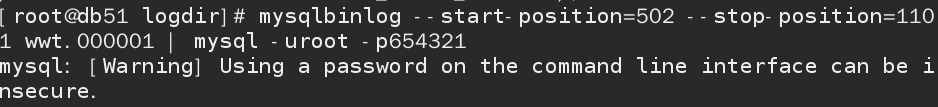 [root@db51 logdir]# mysqlbinlog --start-position=502 --stop-position=110
1 wwt.000001 | mysql -uroot -p654321
mysql: [Warning] Using a password on the command line interface can be i
nsecure.